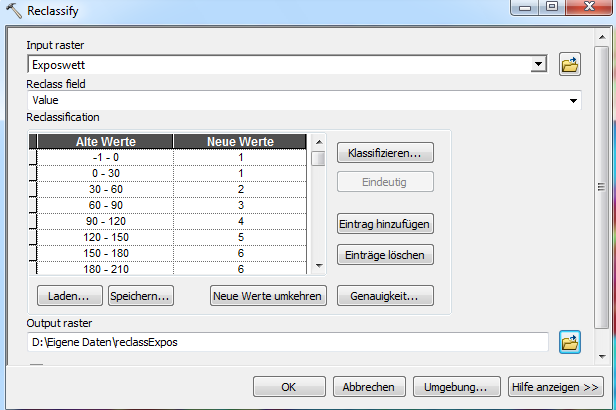 Reclassify
Input raster
Exposwett
Reclass field
Value
Reclassification
Alte Werte Neue Werte
-1 - 0 1
0 - 30 1
30 - 60 2
60 - 90 3
90 - 120 4
120 - 150 5
150 - 180 6
180 - 210 6
Klassifizieren...
Eindeutig
Eintrag hinzufügen
Einträge löschen
Laden... Speichern... Neue Werte umkehren Genauigkeit...
Output raster
D:\Eigene Daten\reclassExpos
OK Abbrechen Umgebung... Hilfe anzeigen >>